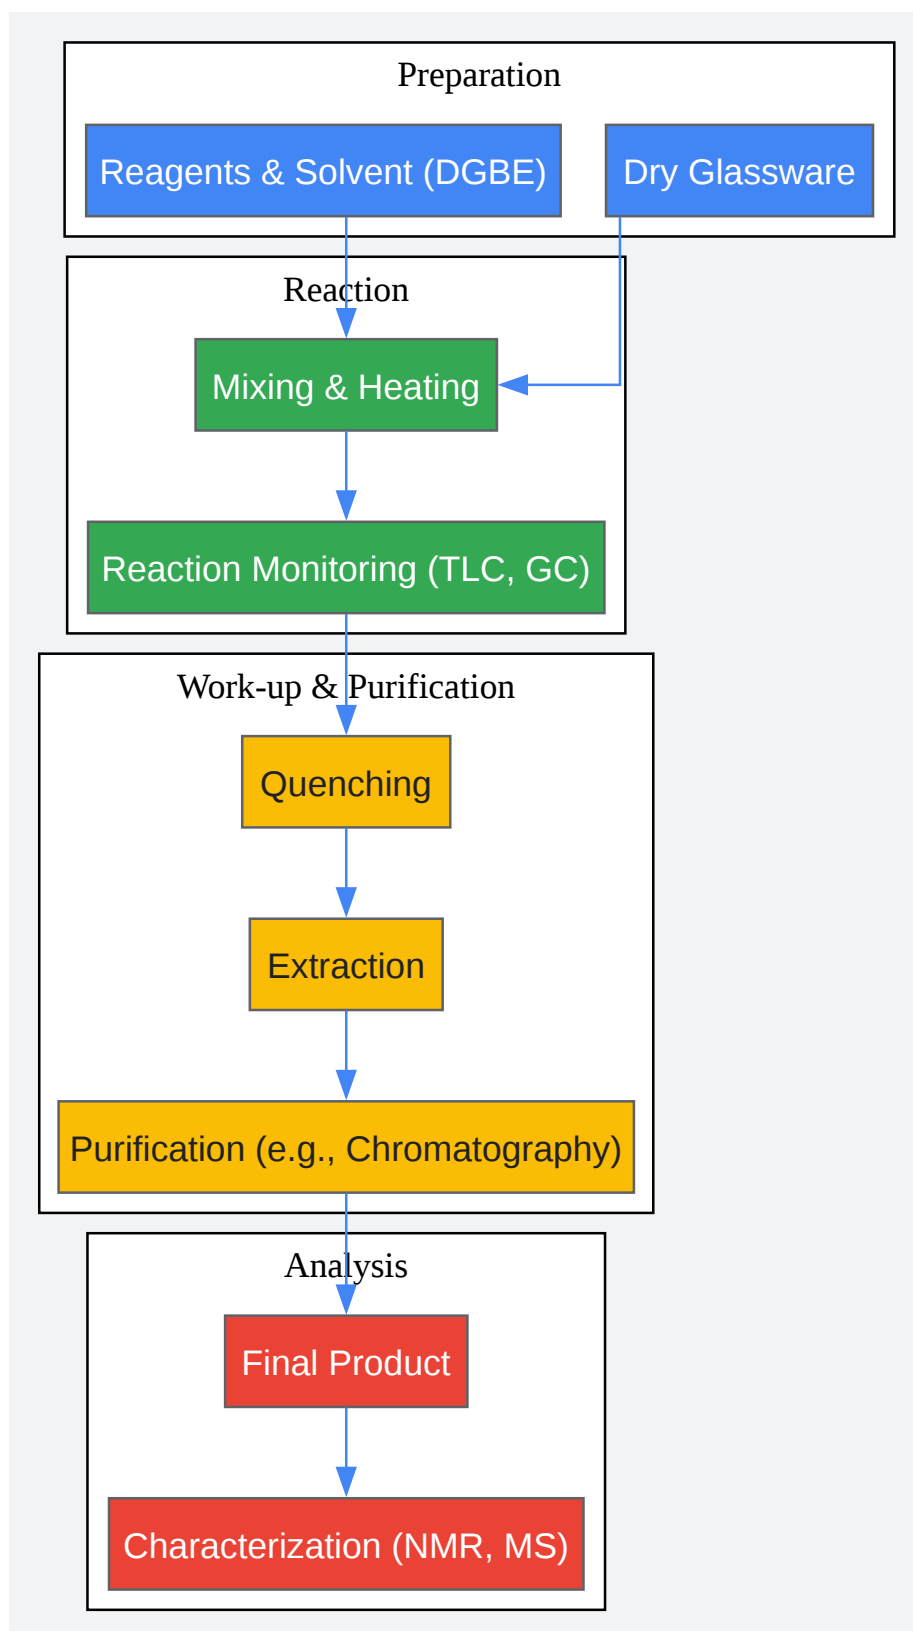 Preparation
Reagents & Solvent (DGBE)
Dry Glassware
Reaction
Mixing & Heating
Reaction Monitoring (TLC, GC)
Work-up & Purification
Quenching
Extraction
Purification (e.g., Chromatography)
Analysis
Final Product
Characterization (NMR, MS)